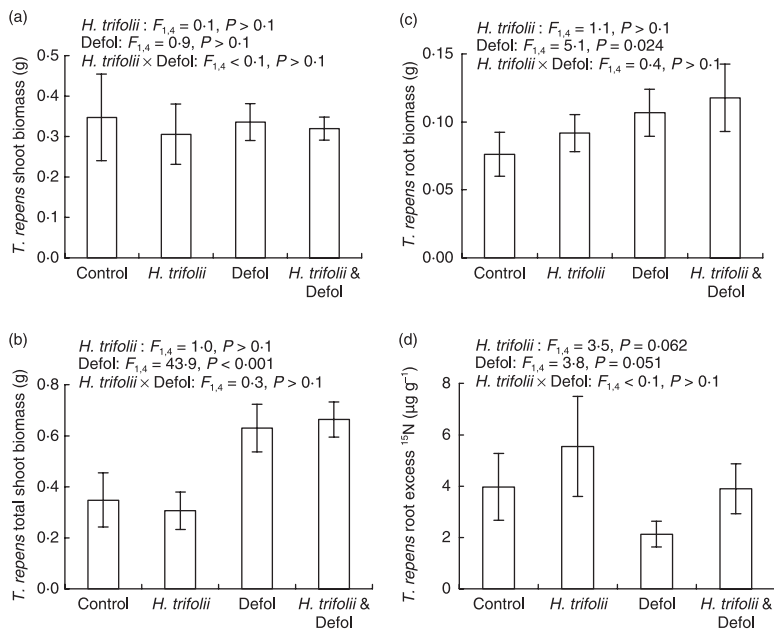 (a)
H. trifolii : F1,4 = 0·1, P > 0·1
Defol: F1,4 = 0·9, P > 0·1
H. trifolii × Defol: F1,4 < 0·1, P > 0·1
T. repens shoot biomass (g)
0·5
0·4
0·3
0·2
0·1
0·0
Control
H. trifolii
Defol
H. trifolii &
Defol
(b)
H. trifolii : F1,4 = 1·0, P > 0·1
Defol: F1,4 = 43·9, P < 0·001
H. trifolii × Defol: F1,4 = 0·3, P > 0·1
T. repens total shoot biomass (g)
0·8
0·6
0·4
0·2
0·0
Control
H. trifolii
Defol
H. trifolii &
Defol
(c)
H. trifolii : F1,4 = 1·1, P > 0·1
Defol: F1,4 = 5·1, P = 0·024
H. trifolii × Defol: F1,4 = 0·4, P > 0·1
T. repens root biomass (g)
0·15
0·10
0·05
0·00
Control
H. trifolii
Defol
H. trifolii &
Defol
(d)
H. trifolii : F1,4 = 3·5, P = 0·062
Defol: F1,4 = 3·8, P = 0·051
H. trifolii × Defol: F1,4 < 0·1, P > 0·1
T. repens root excess ¹⁵N (µg g⁻¹)
8
6
4
2
0
Control
H. trifolii
Defol
H. trifolii &
Defol